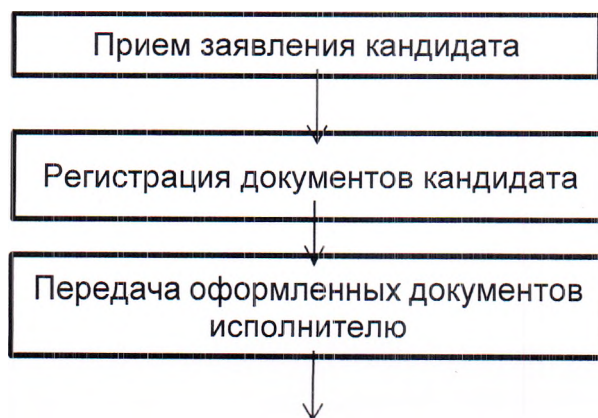 Прием заявления кандидата
Регистрация документов кандидата
Передача оформленных документов
исполнителю